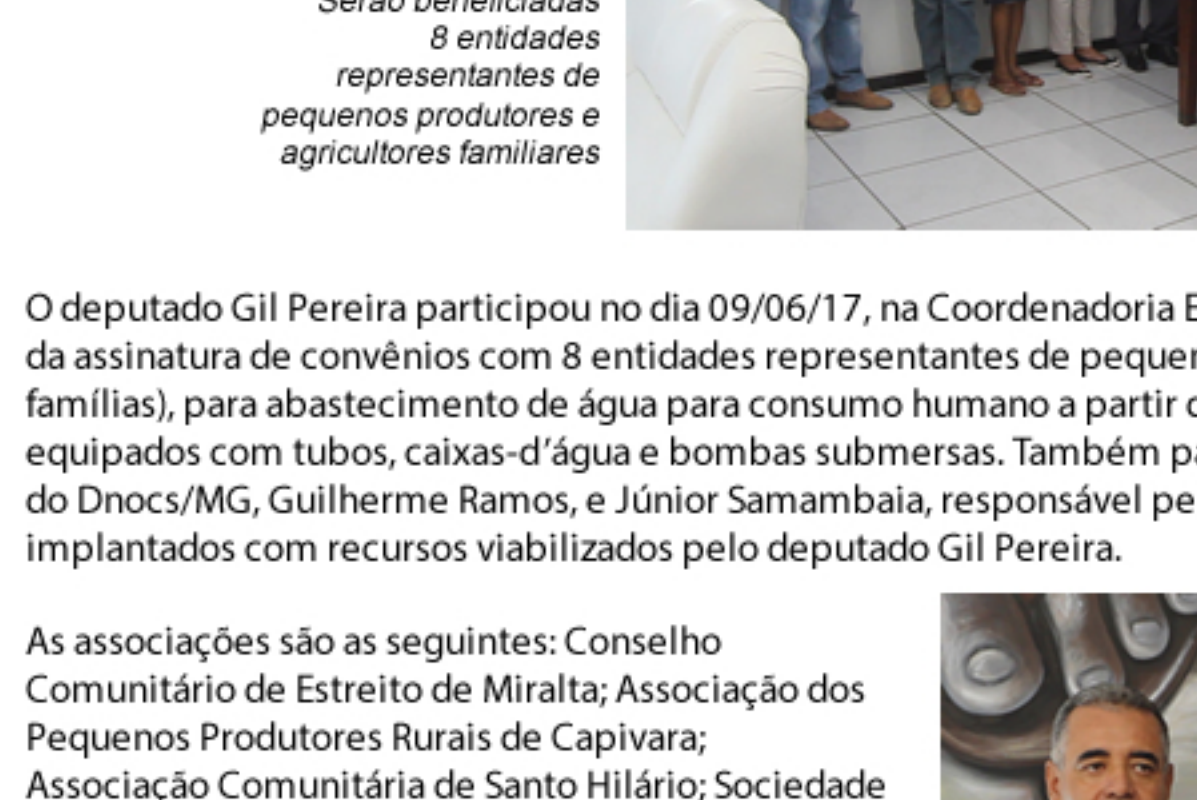 Serão beneficiadas
8 entidades
representantes de
pequenos produtores e
agricultores familiares
O deputado Gil Pereira participou no dia 09/06/17, na Coordenadoria
da assinatura de convênios com 8 entidades representantes de
famílias), para abastecimento de água para consumo humano a partir
equipados com tubos, caixas-d’água e bombas submersas. Também
do Dnocs/MG, Guilherme Ramos, e Júnior Samambaia, responsável
implantados com recursos viabilizados pelo deputado Gil Pereira.
As associações são as seguintes: Conselho
Comunitário de Estreito de Miralta; Associação dos
Pequenos Produtores Rurais de Capivara;
Associação Comunitária de Santo Hilário; Sociedade